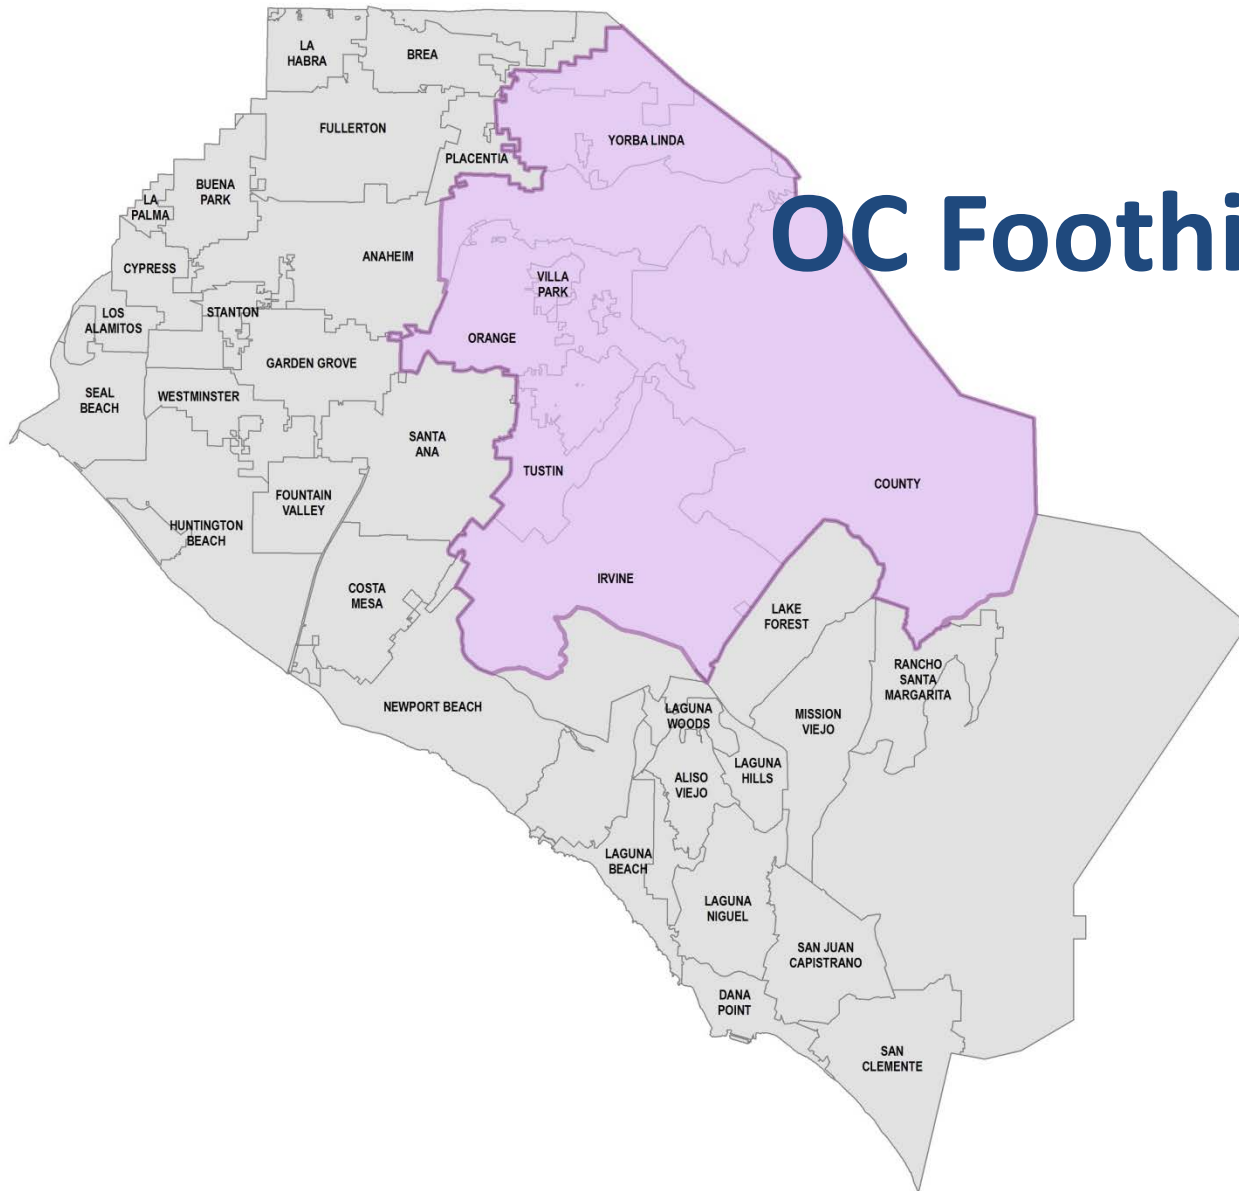 LA
HABRA
BREA
FULLERTON
YORBA LINDA
PLACENTIA
BUENA
PARK
LA
PALMA
OC Foothi
ANAHEIM
CYPRESS
VILLA
PARK
STANTON
LOS
ALAMITOS
ORANGE
GARDEN GROVE
SEAL
BEACH
WESTMINSTER
SANTA
ANA
TUSTIN
COUNTY
FOUNTAIN
VALLEY
HUNTINGTON
BEACH
IRVINE
COSTA
MESA
LAKE
FOREST
RANCHO
SANTA
MARGARITA
NEWPORT BEACH
LAGUNA
WOODS
MISSION
VIEJO
LAGUNA
HILLS
ALISO
VIEJO
LAGUNA
BEACH
LAGUNA
NIGUEL
SAN JUAN
CAPISTRANO
DANA
POINT
SAN
CLEMENTE